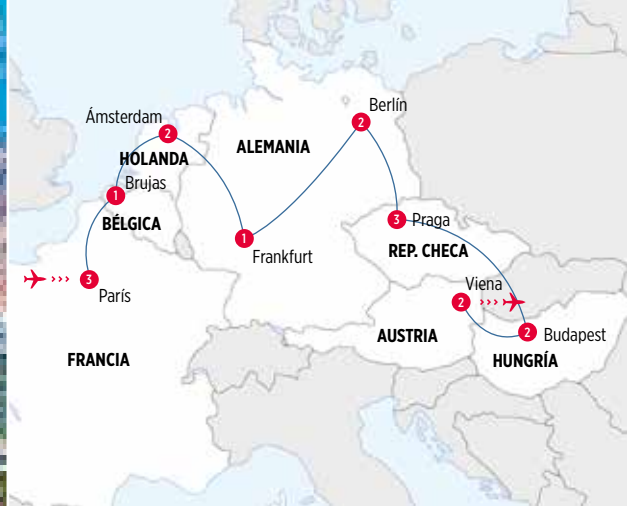 Berlín
2
Ámsterdam
2
ALEMANIA
HOLANDA
Brujas
1
BÉLGICA
3
Praga
1
Frankfurt
REP. CHECA
3
París
Viena
2
2
Budapest
AUSTRIA
FRANCIA
HUNGRÍA